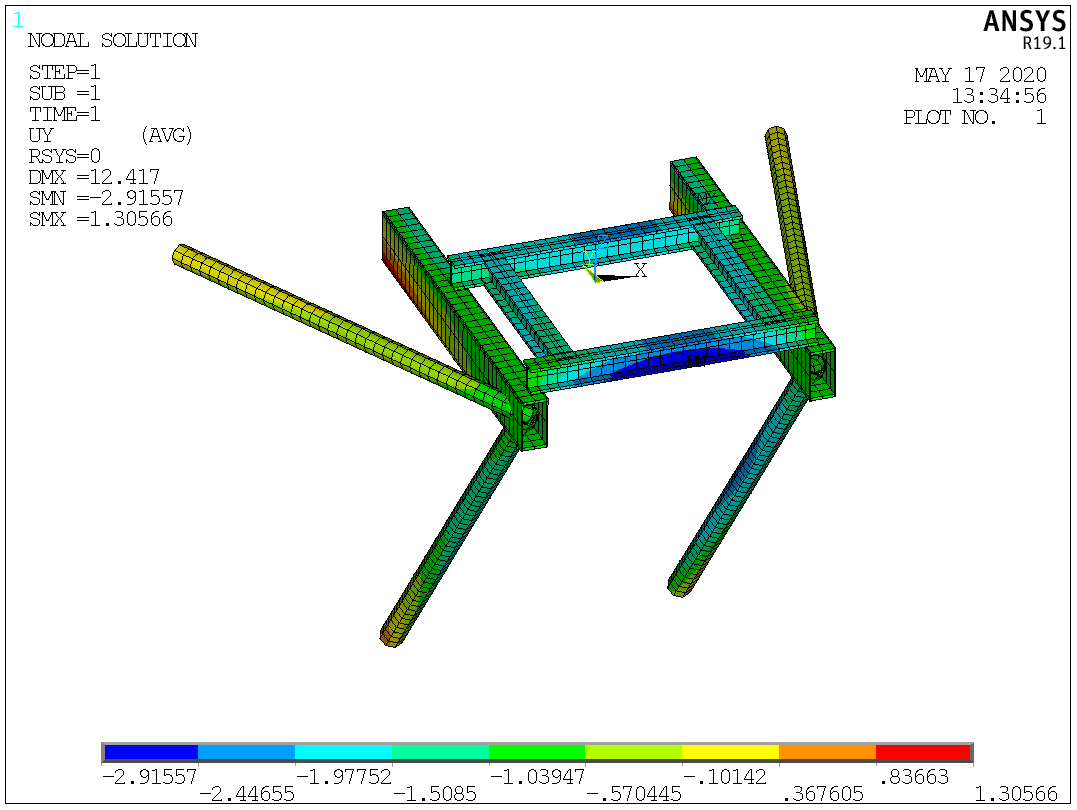 1
ANSYS
R19.1
NODAL SOLUTION
STEP=1
SUB =1
TIME=1
UY (AVG)
RSYS=0
DMX =12.417
SMN =-2.91557
SMX =1.30566
MAY 17 2020
13:34:56
PLOT NO. 1
X
-2.91557 -1.97752 -1.03947 -.10142 .83663
-2.44655 -1.5085 -.570445 .367605 1.30566